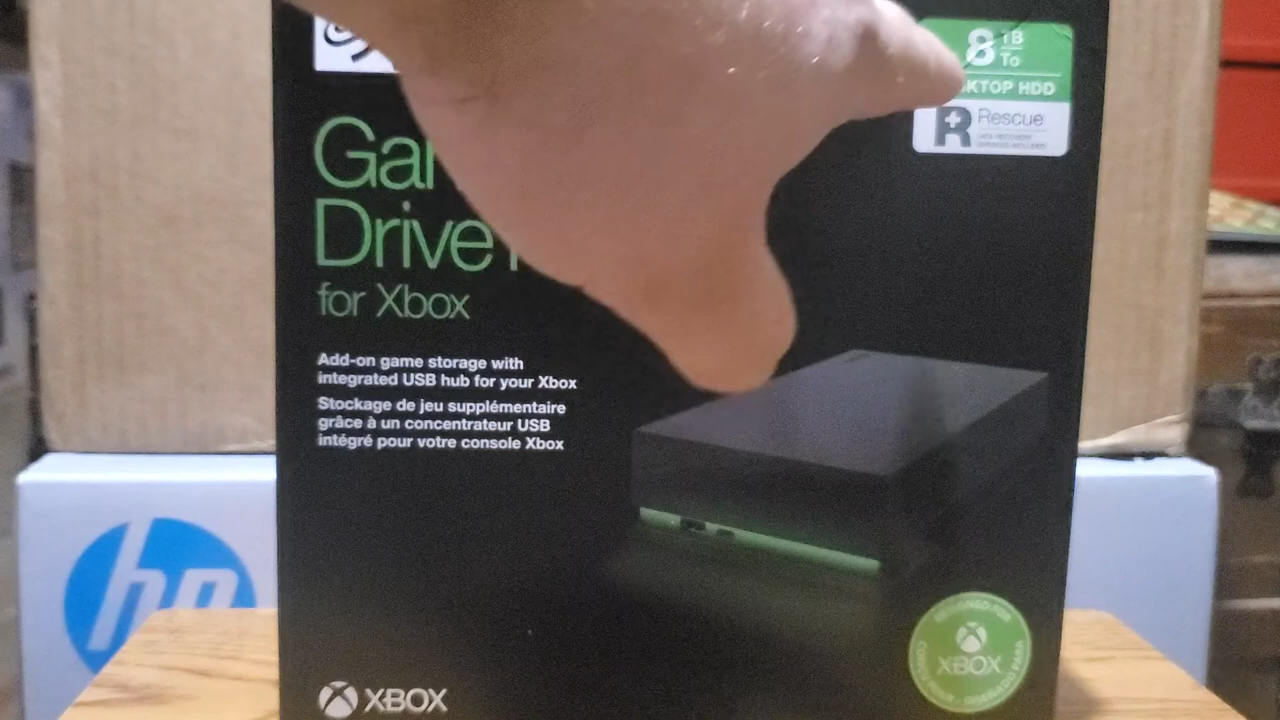 8 TB
To
KTOP HDD
Rescue
Gar
Drive
for Xbox
Add-on game storage with
integrated USB hub for your Xbox
Stockage de jeu supplémentaire
grâce à un concentrateur USB
intégré pour votre console Xbox
hp
XBOX
XBOX